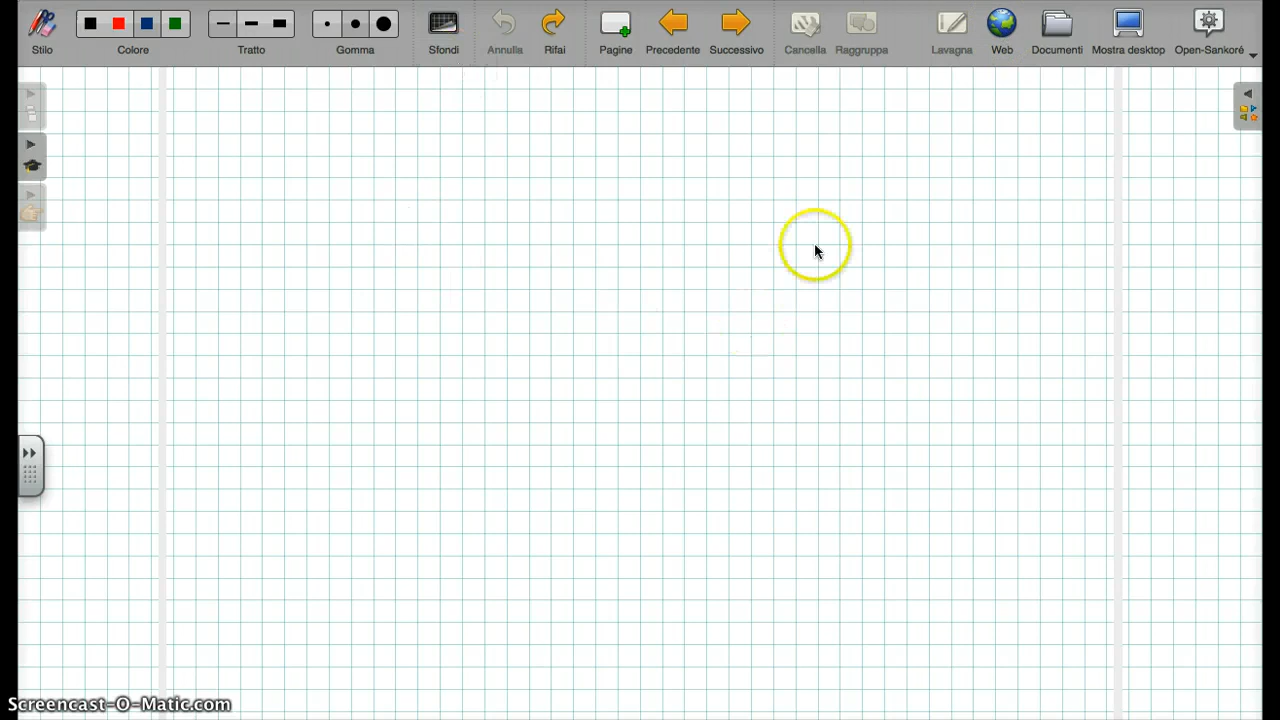 Stilo Colore Tratto Gomma Sfondi Annulla Rifai Pagine Precedente Successivo Cancella Raggruppa Lavagna Web Documenti Mostra desktop Open-Sankoré
Screencast-O-Matic.com